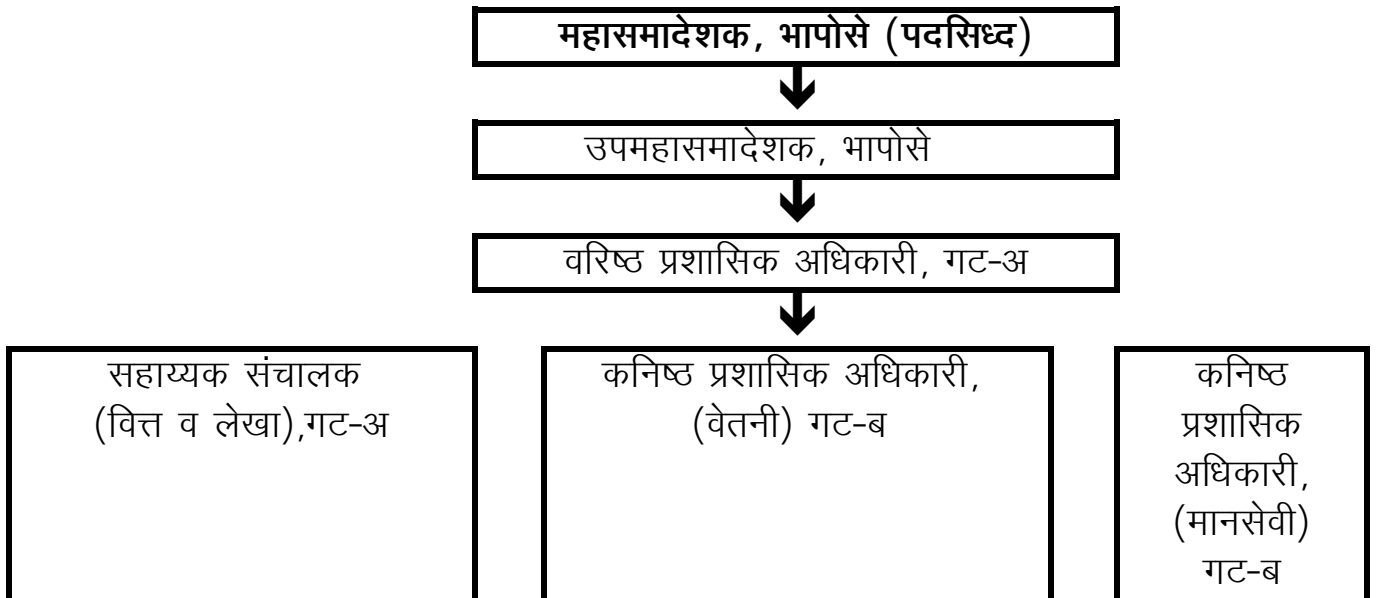 महासमादेशक, भापोसे (पदसिध्द)
उपमहासमादेशक, भापोसे
वरिष्ठ प्रशासिक अधिकारी, गट-अ
सहाय्यक संचालक
(वित्त व लेखा),गट-अ
कनिष्ठ प्रशासिक अधिकारी,
(वेतनी) गट-ब
कनिष्ठ
प्रशासिक
अधिकारी,
(मानसेवी)
गट-ब